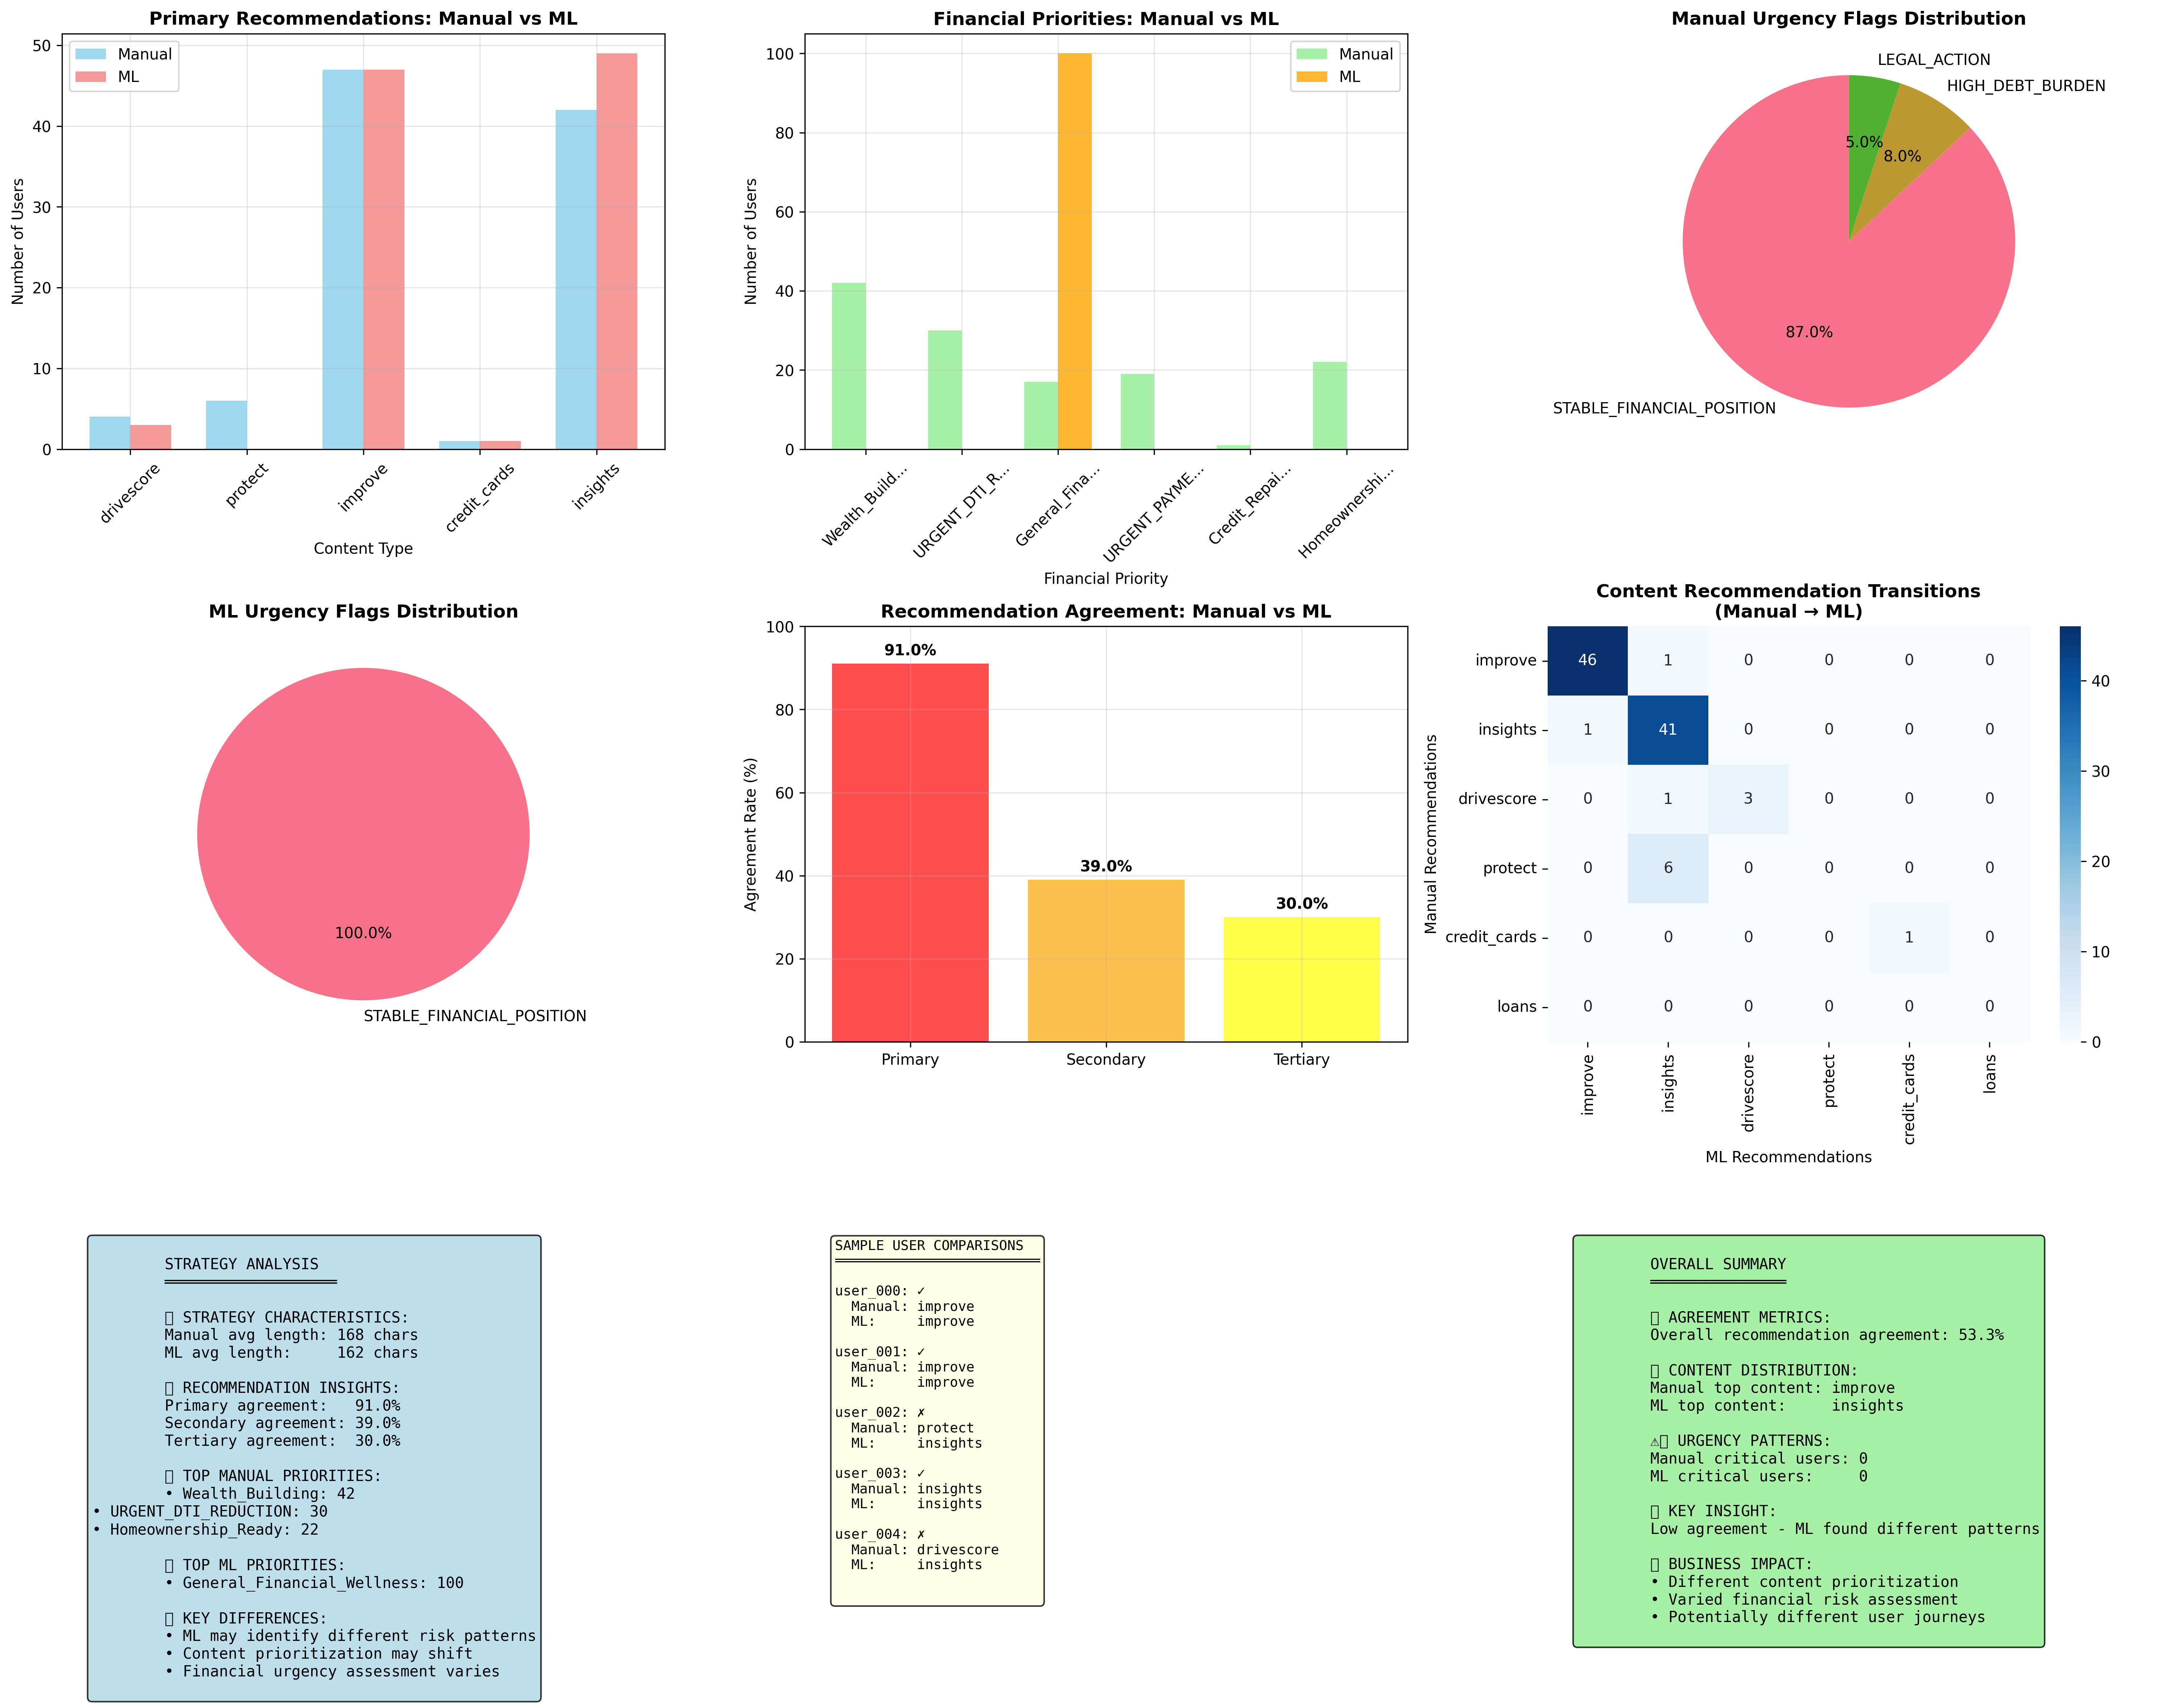 Primary Recommendations: Manual vs ML
Manual
ML
50
40
30
20
10
0
Number of Users
drivescore
protect
improve
credit_cards
insights
Content Type
Financial Priorities: Manual vs ML
Manual
ML
100
80
60
40
20
0
Number of Users
Wealth_Build...
URGENT_DTI_R...
General_Fina...
URGENT_PAYME...
Credit_Repai...
Homeownershi...
Financial Priority
Manual Urgency Flags Distribution
LEGAL_ACTION
HIGH_DEBT_BURDEN
5.0%
8.0%
87.0%
STABLE_FINANCIAL_POSITION
ML Urgency Flags Distribution
100.0%
STABLE_FINANCIAL_POSITION
Recommendation Agreement: Manual vs ML
100
80
60
40
20
0
Agreement Rate (%)
91.0%
39.0%
30.0%
Primary
Secondary
Tertiary
Content Recommendation Transitions
(Manual → ML)
Manual Recommendations
improve 46 1 0 0 0 0
insights 1 41 0 0 0 0
drivescore 0 1 3 0 0 0
protect 0 6 0 0 0 0
credit_cards 0 0 0 0 1 0
loans 0 0 0 0 0 0
improve
insights
drivescore
protect
credit_cards
loans
ML Recommendations
40
30
20
10
0
STRATEGY ANALYSIS
STRATEGY CHARACTERISTICS:
Manual avg length: 168 chars
ML avg length: 162 chars
RECOMMENDATION INSIGHTS:
Primary agreement: 91.0%
Secondary agreement: 39.0%
Tertiary agreement: 30.0%
TOP MANUAL PRIORITIES:
• Wealth_Building: 42
• URGENT_DTI_REDUCTION: 30
• Homeownership_Ready: 22
TOP ML PRIORITIES:
• General_Financial_Wellness: 100
KEY DIFFERENCES:
• ML may identify different risk patterns
• Content prioritization may shift
• Financial urgency assessment varies
SAMPLE USER COMPARISONS
user_000: ✓
Manual: improve
ML: improve
user_001: ✓
Manual: improve
ML: improve
user_002: ✗
Manual: protect
ML: insights
user_003: ✓
Manual: insights
ML: insights
user_004: ✗
Manual: drivescore
ML: insights
OVERALL SUMMARY
AGREEMENT METRICS:
Overall recommendation agreement: 53.3%
CONTENT DISTRIBUTION:
Manual top content: improve
ML top content: insights
⚠ URGENCY PATTERNS:
Manual critical users: 0
ML critical users: 0
KEY INSIGHT:
Low agreement - ML found different patterns
BUSINESS IMPACT:
• Different content prioritization
• Varied financial risk assessment
• Potentially different user journeys